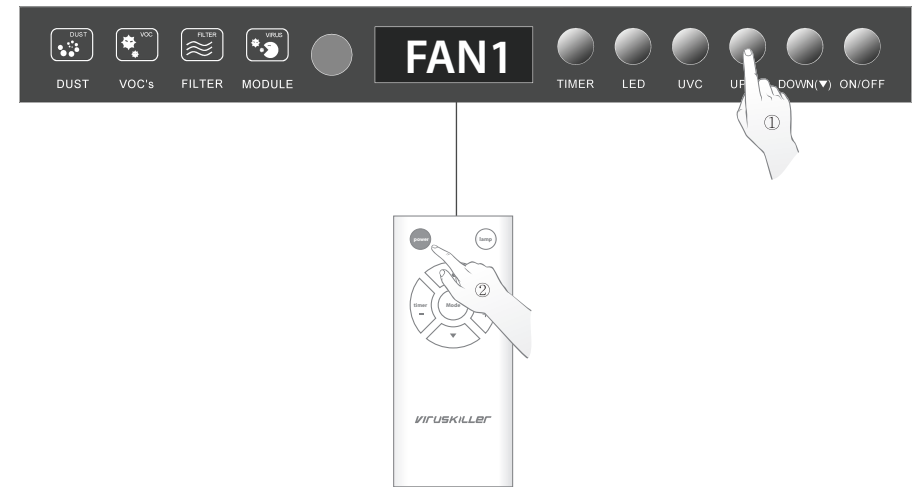 DUST VOC FILTER VIRUS
FAN1
DUST VOC's FILTER MODULE TIMER LED UVC UP DOWN(▼) ON/OFF
①
power lamp
②
timer Mode
−
▼
VIRUSKILLER